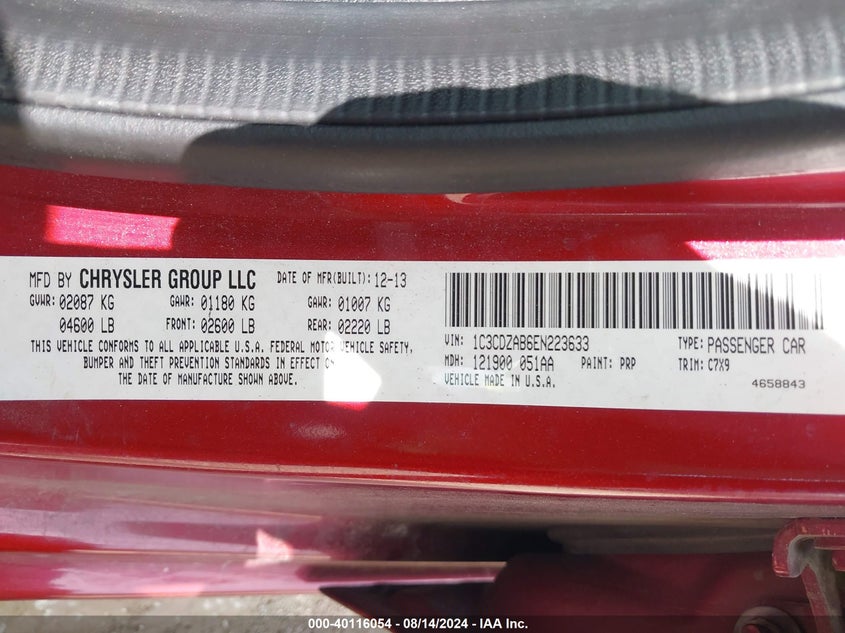 MFD BY CHRYSLER GROUP LLC DATE OF MFR(BUILT): 12-13
GVWR: 02087 KG GAWR: 01180 KG GAWR: 01007 KG
04600 LB FRONT: 02600 LB REAR: 02220 LB
THIS VEHICLE CONFORMS TO ALL APPLICABLE U.S.A. FEDERAL MOTOR VEHICLE SAFETY,
BUMPER AND THEFT PREVENTION STANDARDS IN EFFECT ON
THE DATE OF MANUFACTURE SHOWN ABOVE.
VIN: 1C3CDZAB6EN223633 TYPE: PASSENGER CAR
MDH: 121900 051AA PAINT: PRP TRIM: C7X9
VEHICLE MADE IN U.S.A. 4658843
000-40116054 - 08/14/2024 - IAA Inc.